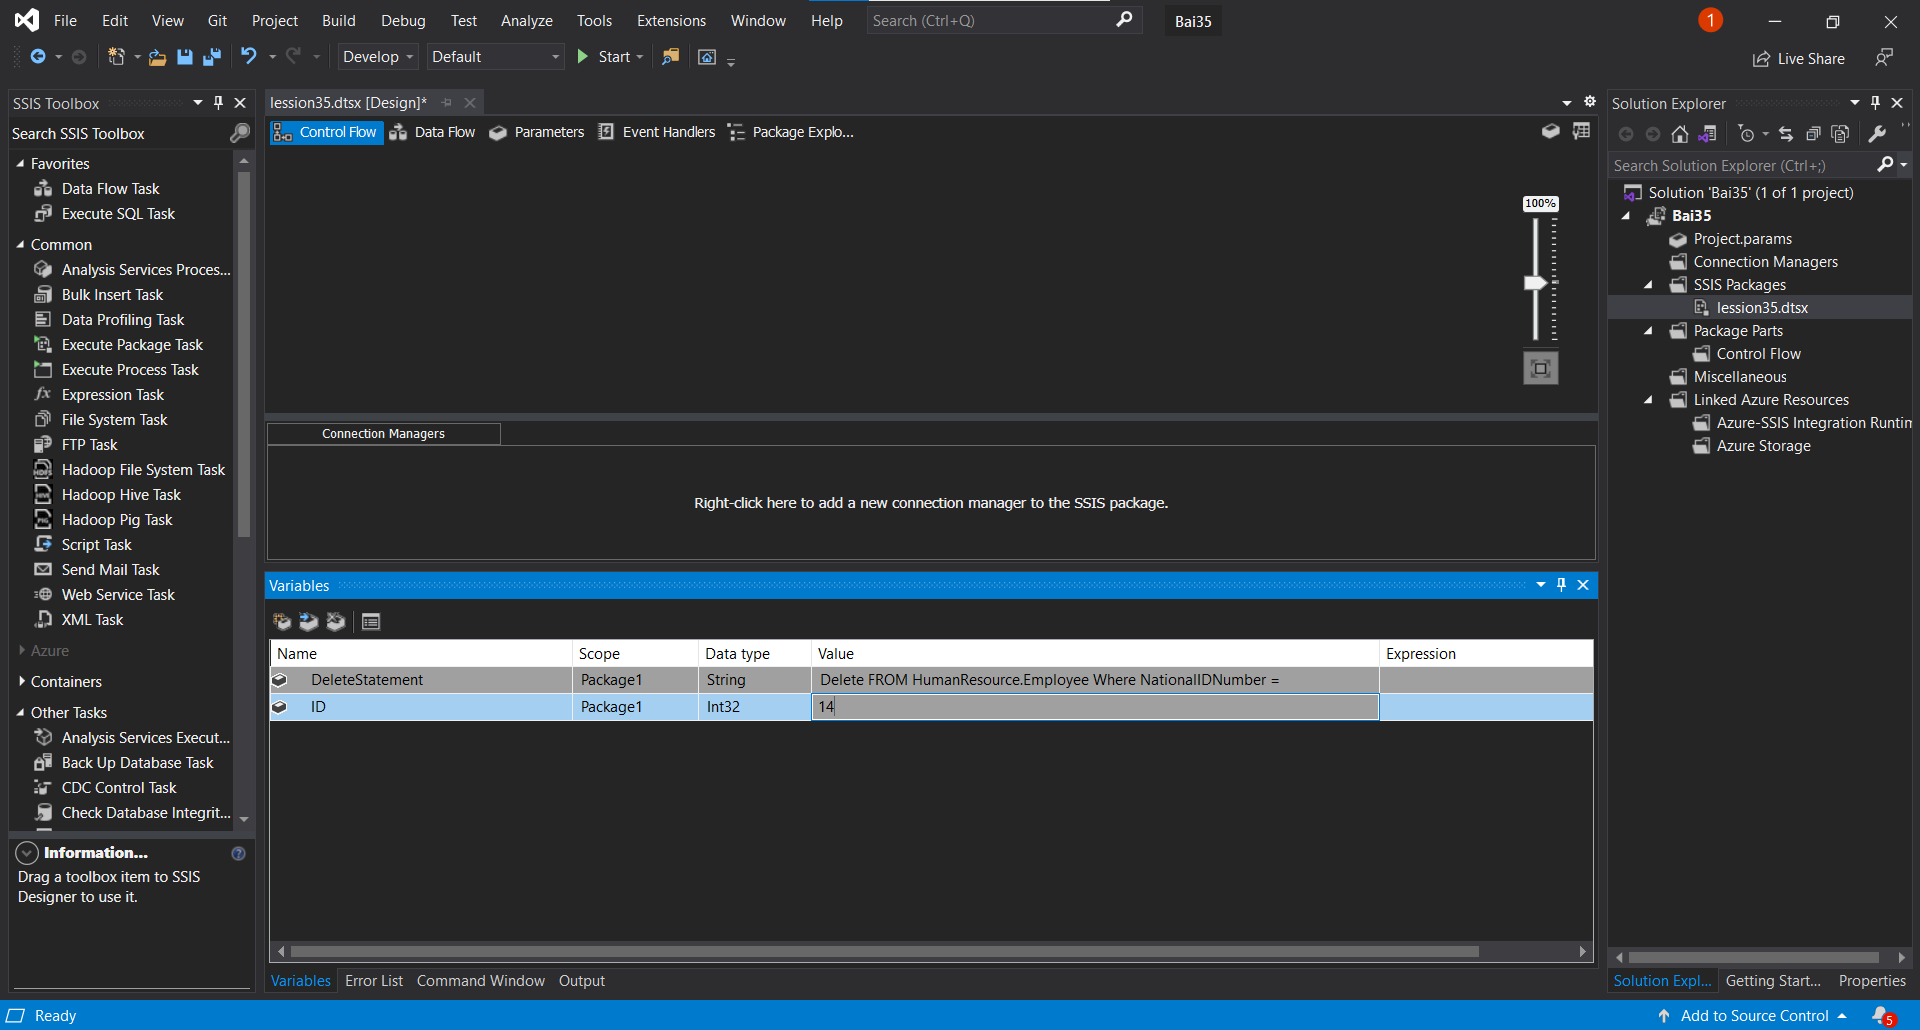 File Edit View Git Project Build Debug Test Analyze Tools Extensions Window Help Search (Ctrl+Q) Bai35 1
Develop Default Start Live Share
SSIS Toolbox
Search SSIS Toolbox
Favorites
Data Flow Task
Execute SQL Task
Common
Analysis Services Proces...
Bulk Insert Task
Data Profiling Task
Execute Package Task
Execute Process Task
Expression Task
File System Task
FTP Task
Hadoop File System Task
Hadoop Hive Task
Hadoop Pig Task
Script Task
Send Mail Task
Web Service Task
XML Task
Azure
Containers
Other Tasks
Analysis Services Execut...
Back Up Database Task
CDC Control Task
Check Database Integrit...
Information...
Drag a toolbox item to SSIS
Designer to use it.
lession35.dtsx [Design]*
Control Flow Data Flow Parameters Event Handlers Package Explo...
100%
Connection Managers
Right-click here to add a new connection manager to the SSIS package.
Variables
Name Scope Data type Value Expression
DeleteStatement Package1 String Delete FROM HumanResource.Employee Where NationalIDNumber =
ID Package1 Int32 14
Variables Error List Command Window Output
Solution Explorer
Search Solution Explorer (Ctrl+;)
Solution 'Bai35' (1 of 1 project)
Bai35
Project.params
Connection Managers
SSIS Packages
lession35.dtsx
Package Parts
Control Flow
Miscellaneous
Linked Azure Resources
Azure-SSIS Integration Runtim
Azure Storage
Solution Expl... Getting Start... Properties
Ready Add to Source Control 5